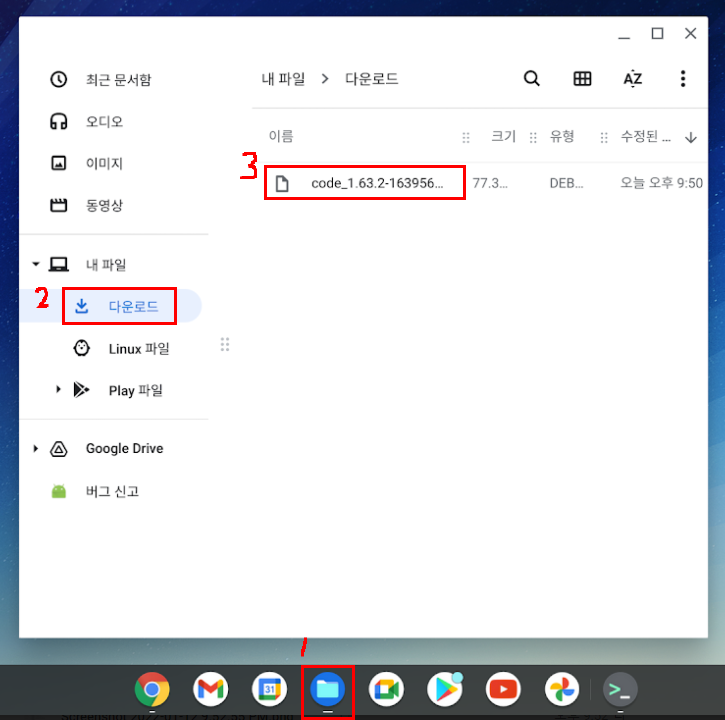 최근 문서함
오디오
이미지
동영상
내 파일
2
다운로드
Linux 파일
Play 파일
Google Drive
버그 신고
내 파일 > 다운로드
AZ
이름 크기 유형 수정된 ...
3
code_1.63.2-163956... 77.3... DEB... 오늘 오후 9:50
1
31
>_